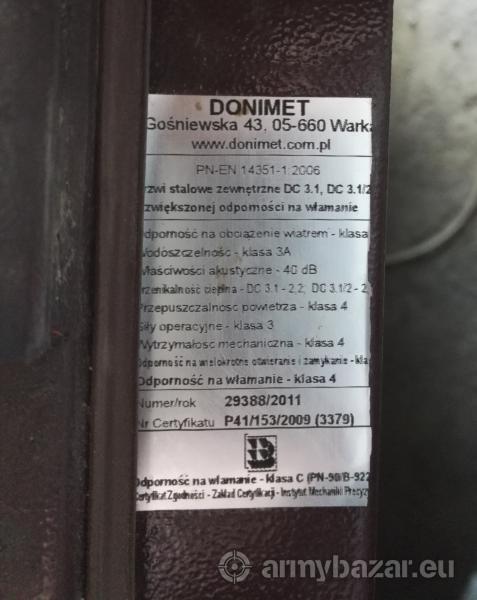 DONIMET
Gośniewska 43, 05-660 Warka
www.donimet.com.pl
PN-EN 14351-1:2006
rzwi stalowe zewnętrzne DC 3.1, DC 3.1/2
zwiększonej odporności na włamanie
dporność na obciążenie wiatrem - klasa
Wodoszczelność - klasa 3A
Właściwości akustyczne - 40 dB
rzenikalność cieplna - DC 3.1 - 2,2; DC 3.1/2 - 2,
Przepuszczalność powietrza - klasa 4
Siły operacyjne - klasa 3
Wytrzymałość mechaniczna - klasa 4
dporność na wielokrotne otwieranie i zamykanie - kla
Odporność na włamanie - klasa 4
Numer/rok 29388/2011
Nr Certyfikatu P41/153/2009 (3379)
Odporność na włamanie - klasa C (PN-90/B-922
Certyfikat Zgodności - Zakład Certyfikacji - Instytut Mechaniki Precyzy
armybazar.eu